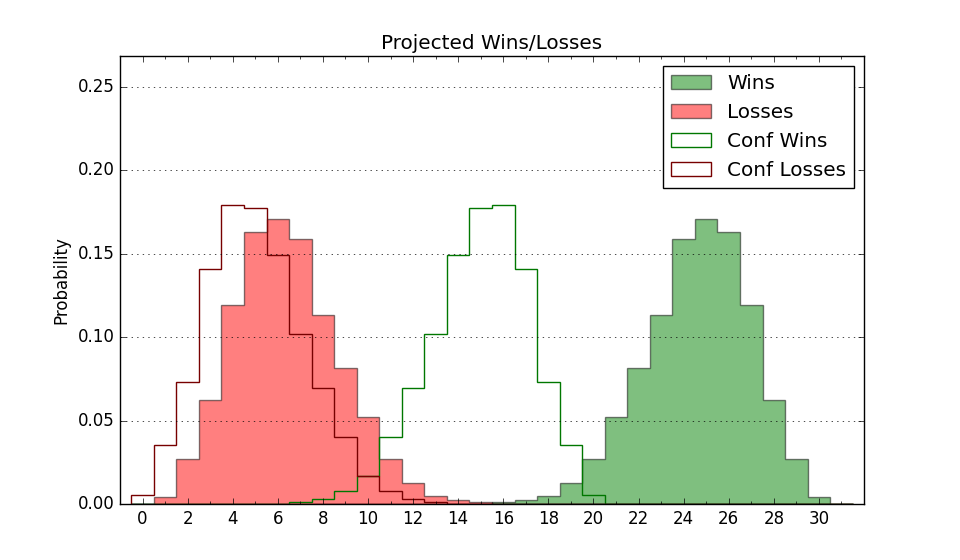 Projected Wins/Losses
Wins
Losses
Conf Wins
Conf Losses
Probability
0.25
0.20
0.15
0.10
0.05
0.00
0 2 4 6 8 10 12 14 16 18 20 22 24 26 28 30